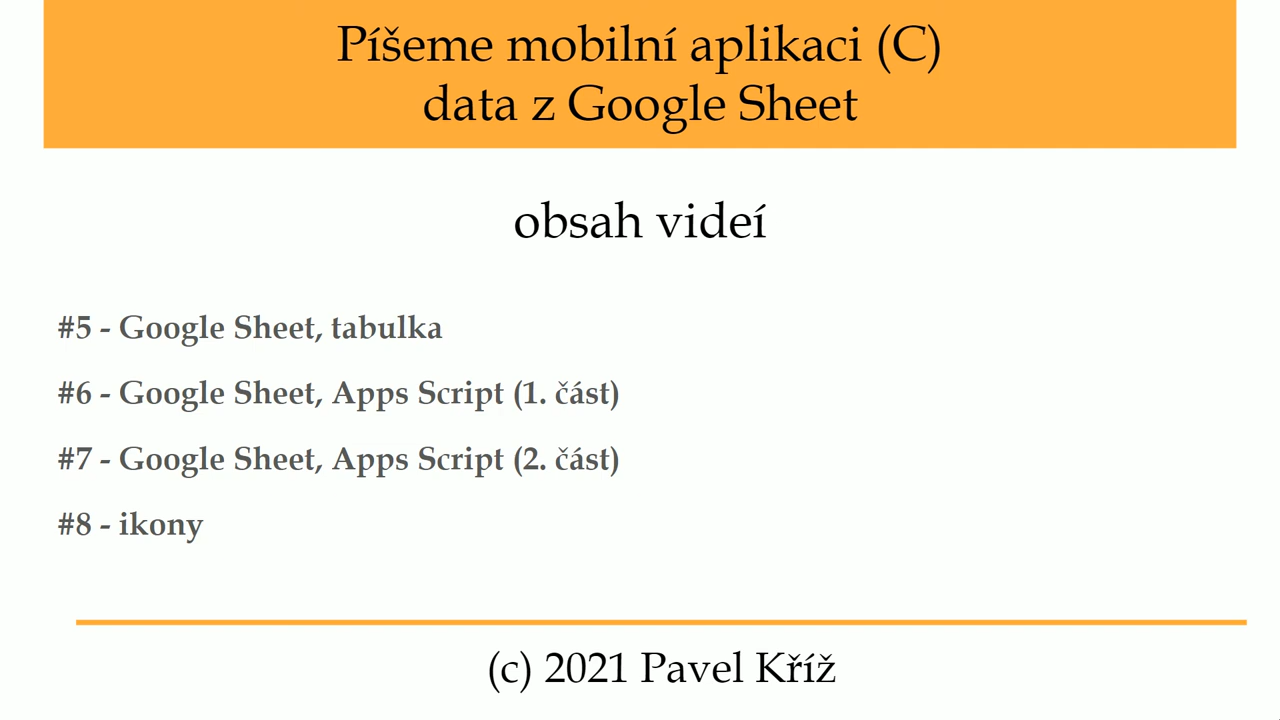 Píšeme mobilní aplikaci (C)
data z Google Sheet
obsah videí
#5 - Google Sheet, tabulka
#6 - Google Sheet, Apps Script (1. část)
#7 - Google Sheet, Apps Script (2. část)
#8 - ikony
(c) 2021 Pavel Kříž